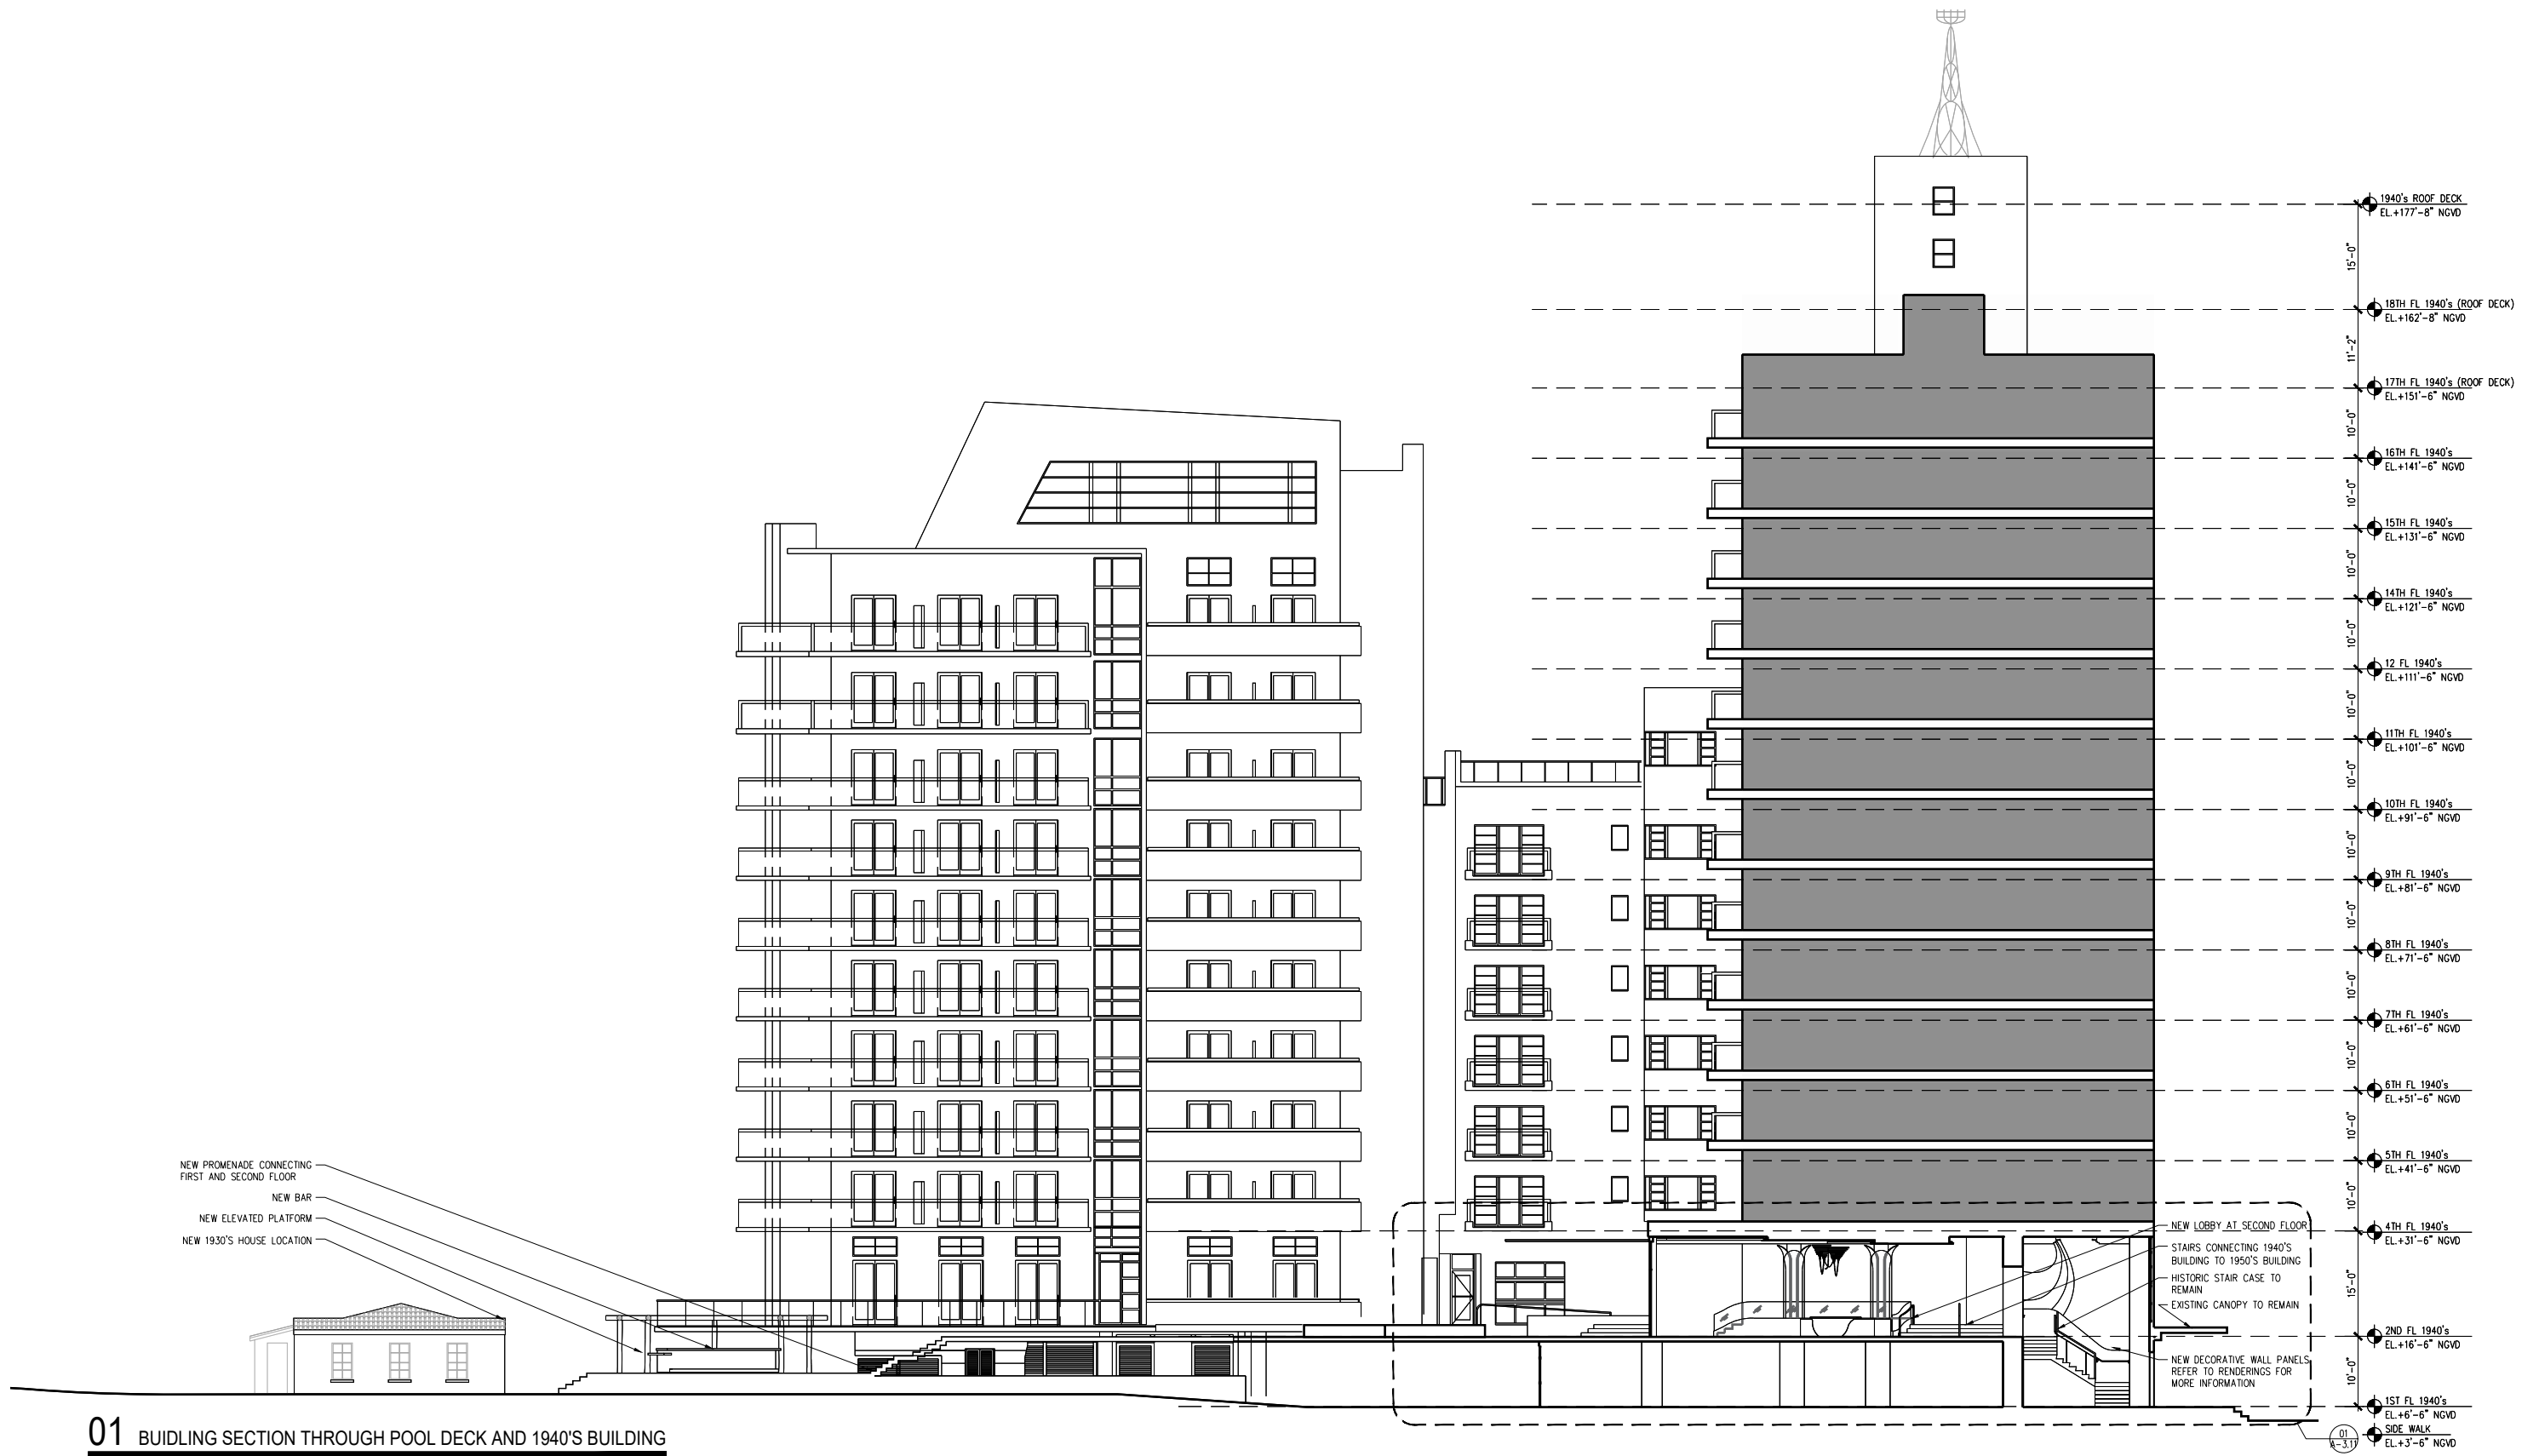 1940's ROOF DECK
EL.+177'-8" NGVD
15'-0"
18TH FL 1940's (ROOF DECK)
EL.+162'-8" NGVD
11'-2"
17TH FL 1940's (ROOF DECK)
EL.+151'-6" NGVD
10'-0"
16TH FL 1940's
EL.+141'-6" NGVD
10'-0"
15TH FL 1940's
EL.+131'-6" NGVD
10'-0"
14TH FL 1940's
EL.+121'-6" NGVD
10'-0"
12 FL 1940's
EL.+111'-6" NGVD
10'-0"
11TH FL 1940's
EL.+101'-6" NGVD
10'-0"
10TH FL 1940's
EL.+91'-6" NGVD
10'-0"
9TH FL 1940's
EL.+81'-6" NGVD
10'-0"
8TH FL 1940's
EL.+71'-6" NGVD
10'-0"
7TH FL 1940's
EL.+61'-6" NGVD
10'-0"
6TH FL 1940's
EL.+51'-6" NGVD
10'-0"
5TH FL 1940's
EL.+41'-6" NGVD
10'-0"
4TH FL 1940's
EL.+31'-6" NGVD
15'-0"
2ND FL 1940's
EL.+16'-6" NGVD
10'-0"
1ST FL 1940's
EL.+6'-6" NGVD
SIDE WALK
EL.+3'-6" NGVD
NEW PROMENADE CONNECTING
FIRST AND SECOND FLOOR
NEW BAR
NEW ELEVATED PLATFORM
NEW 1930'S HOUSE LOCATION
NEW LOBBY AT SECOND FLOOR
STAIRS CONNECTING 1940'S
BUILDING TO 1950'S BUILDING
HISTORIC STAIR CASE TO
REMAIN
EXISTING CANOPY TO REMAIN
NEW DECORATIVE WALL PANELS
REFER TO RENDERINGS FOR
MORE INFORMATION
01
A-3.11
01 BUIDLING SECTION THROUGH POOL DECK AND 1940'S BUILDING